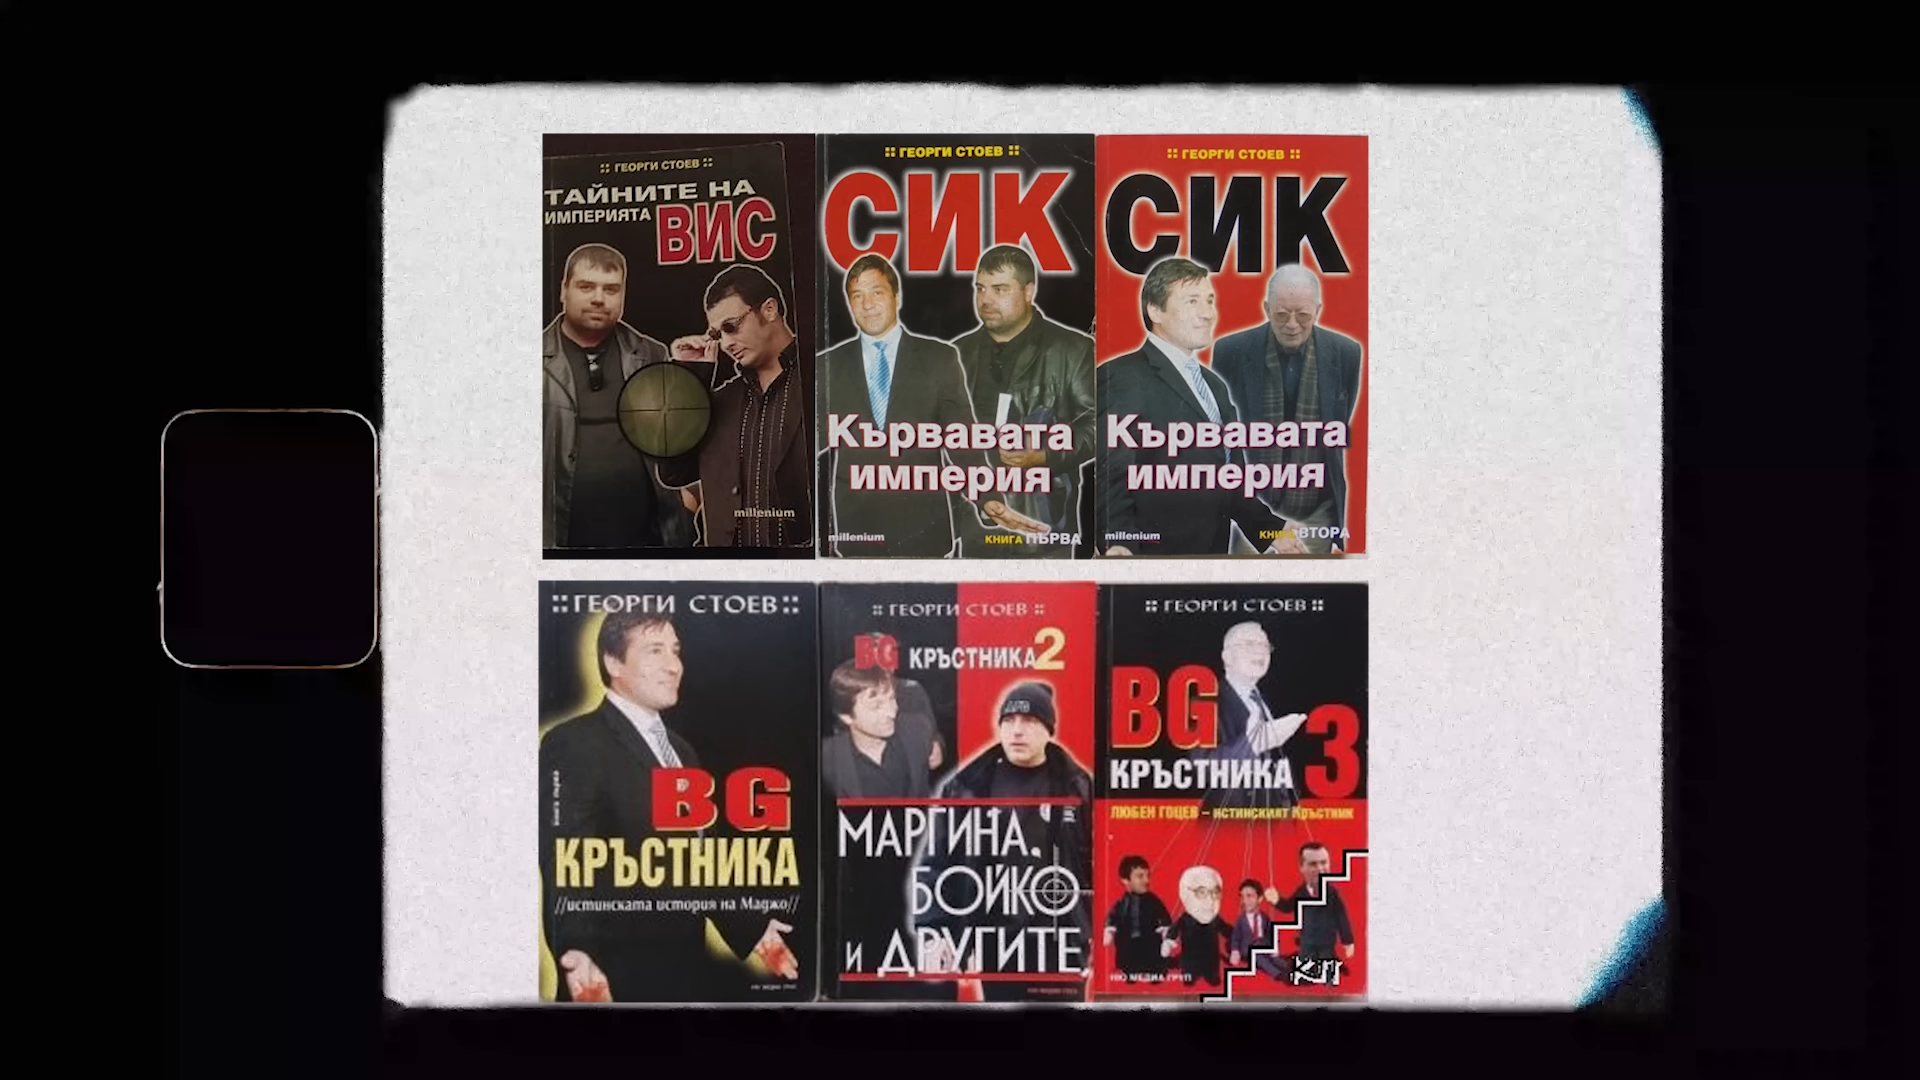 :: ГЕОРГИ СТОЕВ ::
ТАЙНИТЕ НА
ИМПЕРИЯТА ВИС
millenium
:: ГЕОРГИ СТОЕВ ::
СИК
Кървавата
империя
millenium
КНИГА ПЪРВА
:: ГЕОРГИ СТОЕВ ::
СИК
Кървавата
империя
millenium
КНИГА ВТОРА
:: ГЕОРГИ СТОЕВ ::
BG
КРЪСТНИКА
//истинската история на Маджо//
:: ГЕОРГИ СТОЕВ ::
BG КРЪСТНИКА 2
МАРГИНА,
БОЙКО
И ДРУГИТЕ
:: ГЕОРГИ СТОЕВ ::
BG
КРЪСТНИКА 3
ЛЮБЕН ГОЦЕВ – истинският Кръстник
НЮ МЕДИА ГРУП